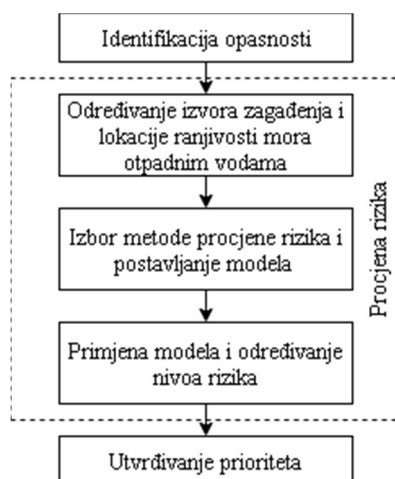 Identifikacija opasnosti
Određivanje izvora zagađenja i
lokacije ranjivosti mora
otpadnim vodama
Izbor metode procjene rizika i
postavljanje modela
Primjena modela i određivanje
nivoa rizika
Procjena rizika
Utvrđivanje prioriteta